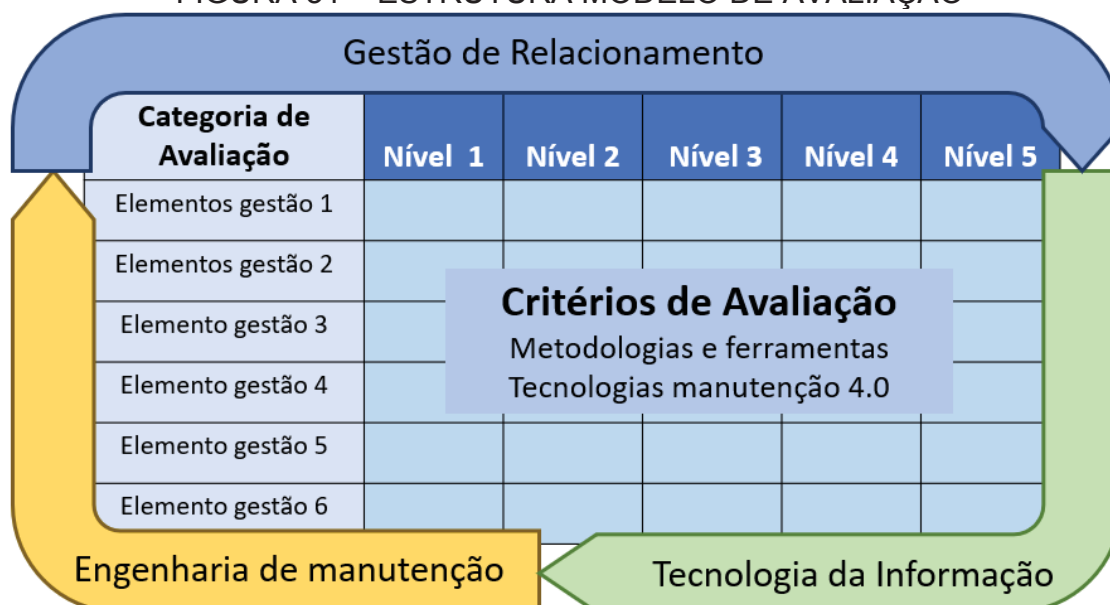 Gestão de Relacionamento
Categoria de
Avaliação
Nível 1
Nível 2
Nível 3
Nível 4
Nível 5
Elementos gestão 1
Elementos gestão 2
Elemento gestão 3
Elemento gestão 4
Elemento gestão 5
Elemento gestão 6
Critérios de Avaliação
Metodologias e ferramentas
Tecnologias manutenção 4.0
Engenharia de manutenção
Tecnologia da Informação